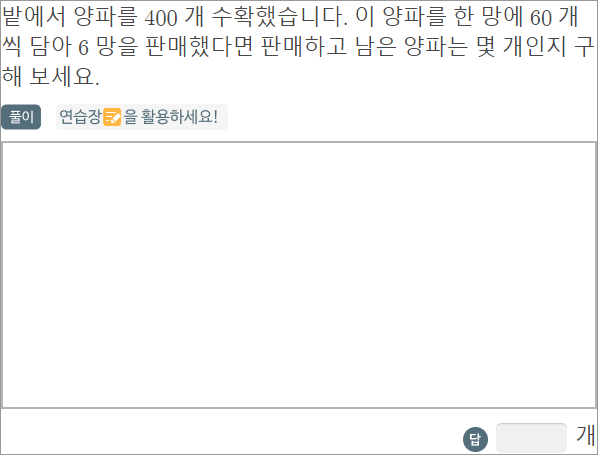 밭에서 양파를 400 개 수확했습니다. 이 양파를 한 망에 60 개
씩 담아 6 망을 판매했다면 판매하고 남은 양파는 몇 개인지 구
해 보세요.
풀이 연습장을 활용하세요!
답 개